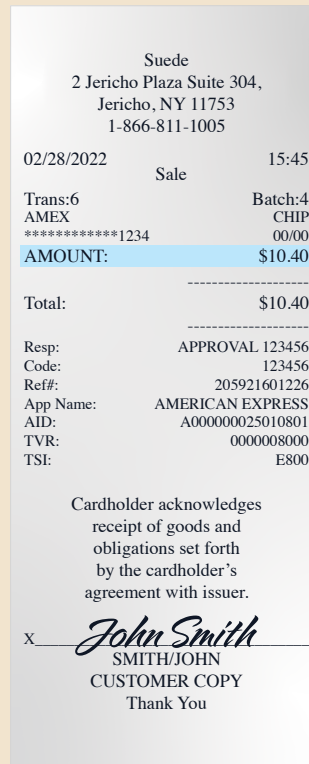 Suede
2 Jericho Plaza Suite 304,
Jericho, NY 11753
1-866-811-1005
02/28/2022 15:45
Sale
Trans:6 Batch:4
AMEX CHIP
************1234 00/00
AMOUNT: $10.40
--------------------
Total: $10.40
--------------------
Resp: APPROVAL 123456
Code: 123456
Ref#: 205921601226
App Name: AMERICAN EXPRESS
AID: A000000025010801
TVR: 0000008000
TSI: E800
Cardholder acknowledges
receipt of goods and
obligations set forth
by the cardholder’s
agreement with issuer.
X John Smith
SMITH/JOHN
CUSTOMER COPY
Thank You